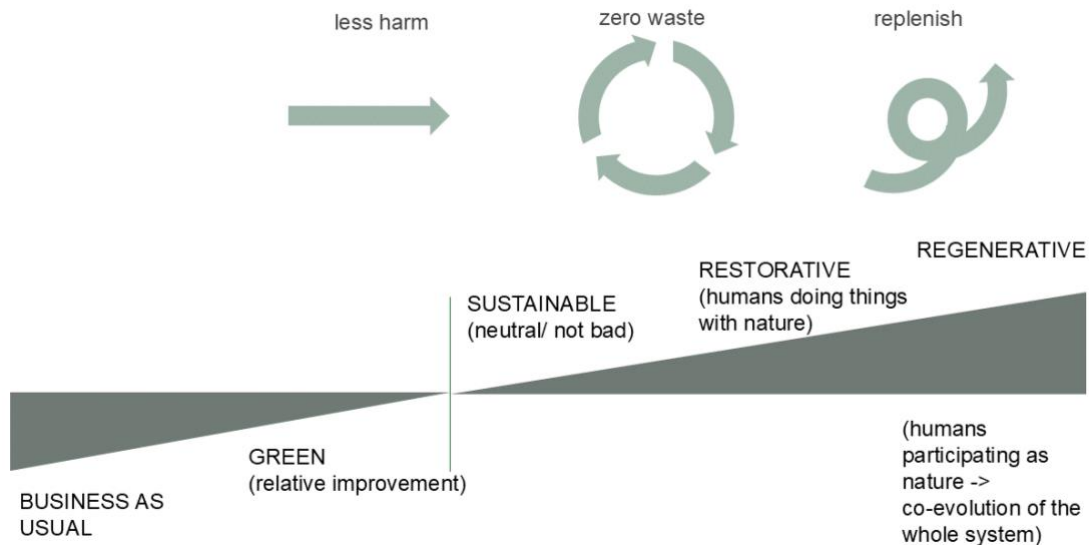 less harm
zero waste
replenish
REGENERATIVE
RESTORATIVE
(humans doing things
with nature)
SUSTAINABLE
(neutral/ not bad)
GREEN
(relative improvement)
BUSINESS AS
USUAL
(humans
participating as
nature ->
co-evolution of the
whole system)